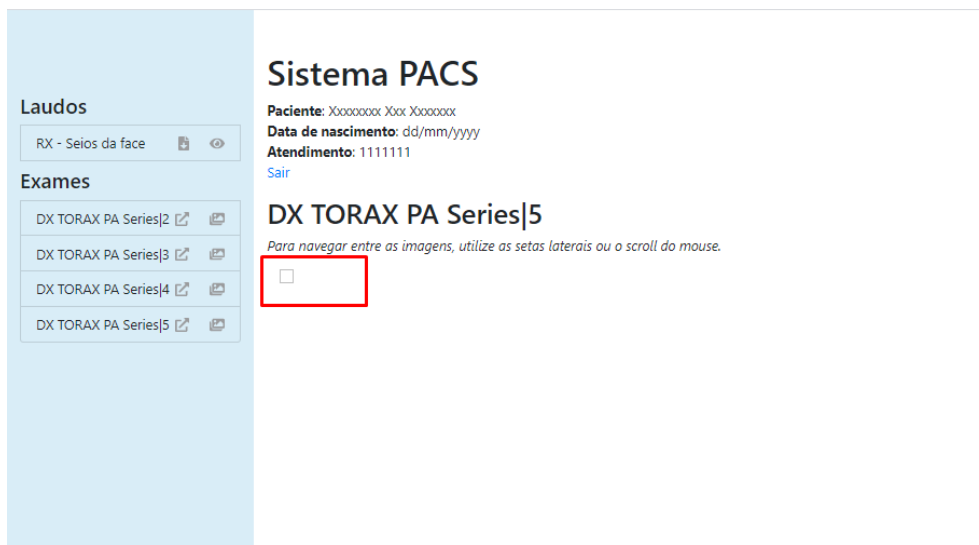 Laudos
RX - Seios da face
Exames
DX TORAX PA Series|2
DX TORAX PA Series|3
DX TORAX PA Series|4
DX TORAX PA Series|5
Sistema PACS
Paciente: Xxxxxxxx Xxx Xxxxxxx
Data de nascimento: dd/mm/yyyy
Atendimento: 1111111
Sair
DX TORAX PA Series|5
Para navegar entre as imagens, utilize as setas laterais ou o scroll do mouse.